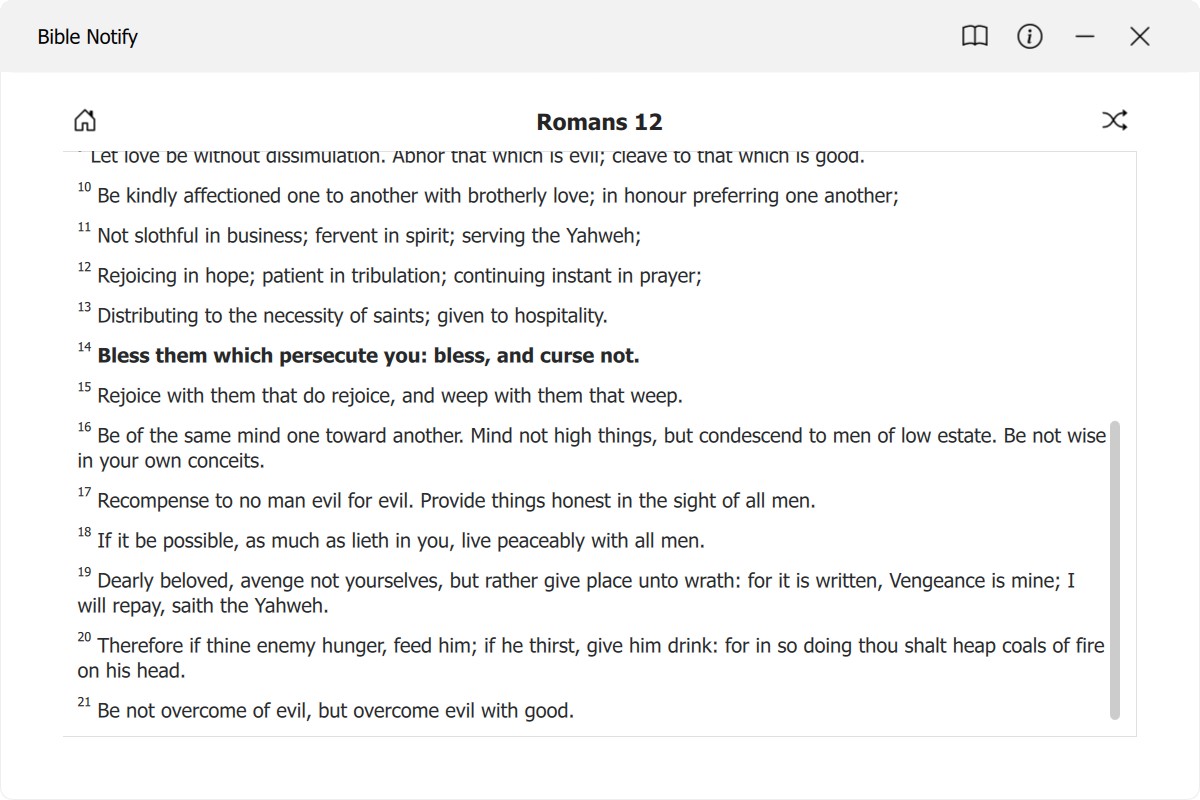 Bible Notify
Romans 12
Let love be without dissimulation. Abhor that which is evil; cleave to that which is good.
10 Be kindly affectioned one to another with brotherly love; in honour preferring one another;
11 Not slothful in business; fervent in spirit; serving the Yahweh;
12 Rejoicing in hope; patient in tribulation; continuing instant in prayer;
13 Distributing to the necessity of saints; given to hospitality.
14 Bless them which persecute you: bless, and curse not.
15 Rejoice with them that do rejoice, and weep with them that weep.
16 Be of the same mind one toward another. Mind not high things, but condescend to men of low estate. Be not wise
in your own conceits.
17 Recompense to no man evil for evil. Provide things honest in the sight of all men.
18 If it be possible, as much as lieth in you, live peaceably with all men.
19 Dearly beloved, avenge not yourselves, but rather give place unto wrath: for it is written, Vengeance is mine; I
will repay, saith the Yahweh.
20 Therefore if thine enemy hunger, feed him; if he thirst, give him drink: for in so doing thou shalt heap coals of fire
on his head.
21 Be not overcome of evil, but overcome evil with good.